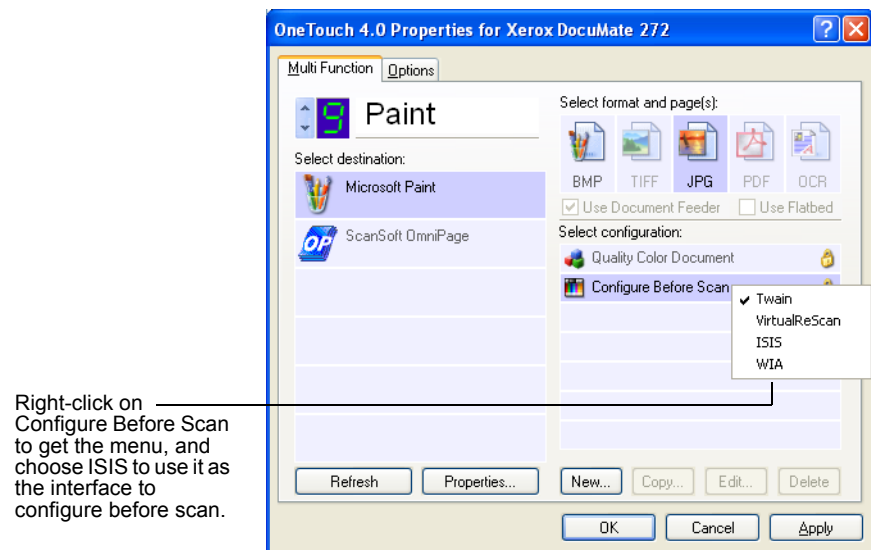 OneTouch 4.0 Properties for Xerox DocuMate 272
Multi Function
Options
9
Paint
Select destination:
Microsoft Paint
ScanSoft OmniPage
Select format and page(s):
BMP TIFF JPG PDF OCR
Use Document Feeder
Use Flatbed
Select configuration:
Quality Color Document
Configure Before Scan
Twain
VirtualReScan
ISIS
WIA
Right-click on
Configure Before Scan
to get the menu, and
choose ISIS to use it as
the interface to
configure before scan.
Refresh
Properties...
New...
Copy...
Edit...
Delete
OK
Cancel
Apply